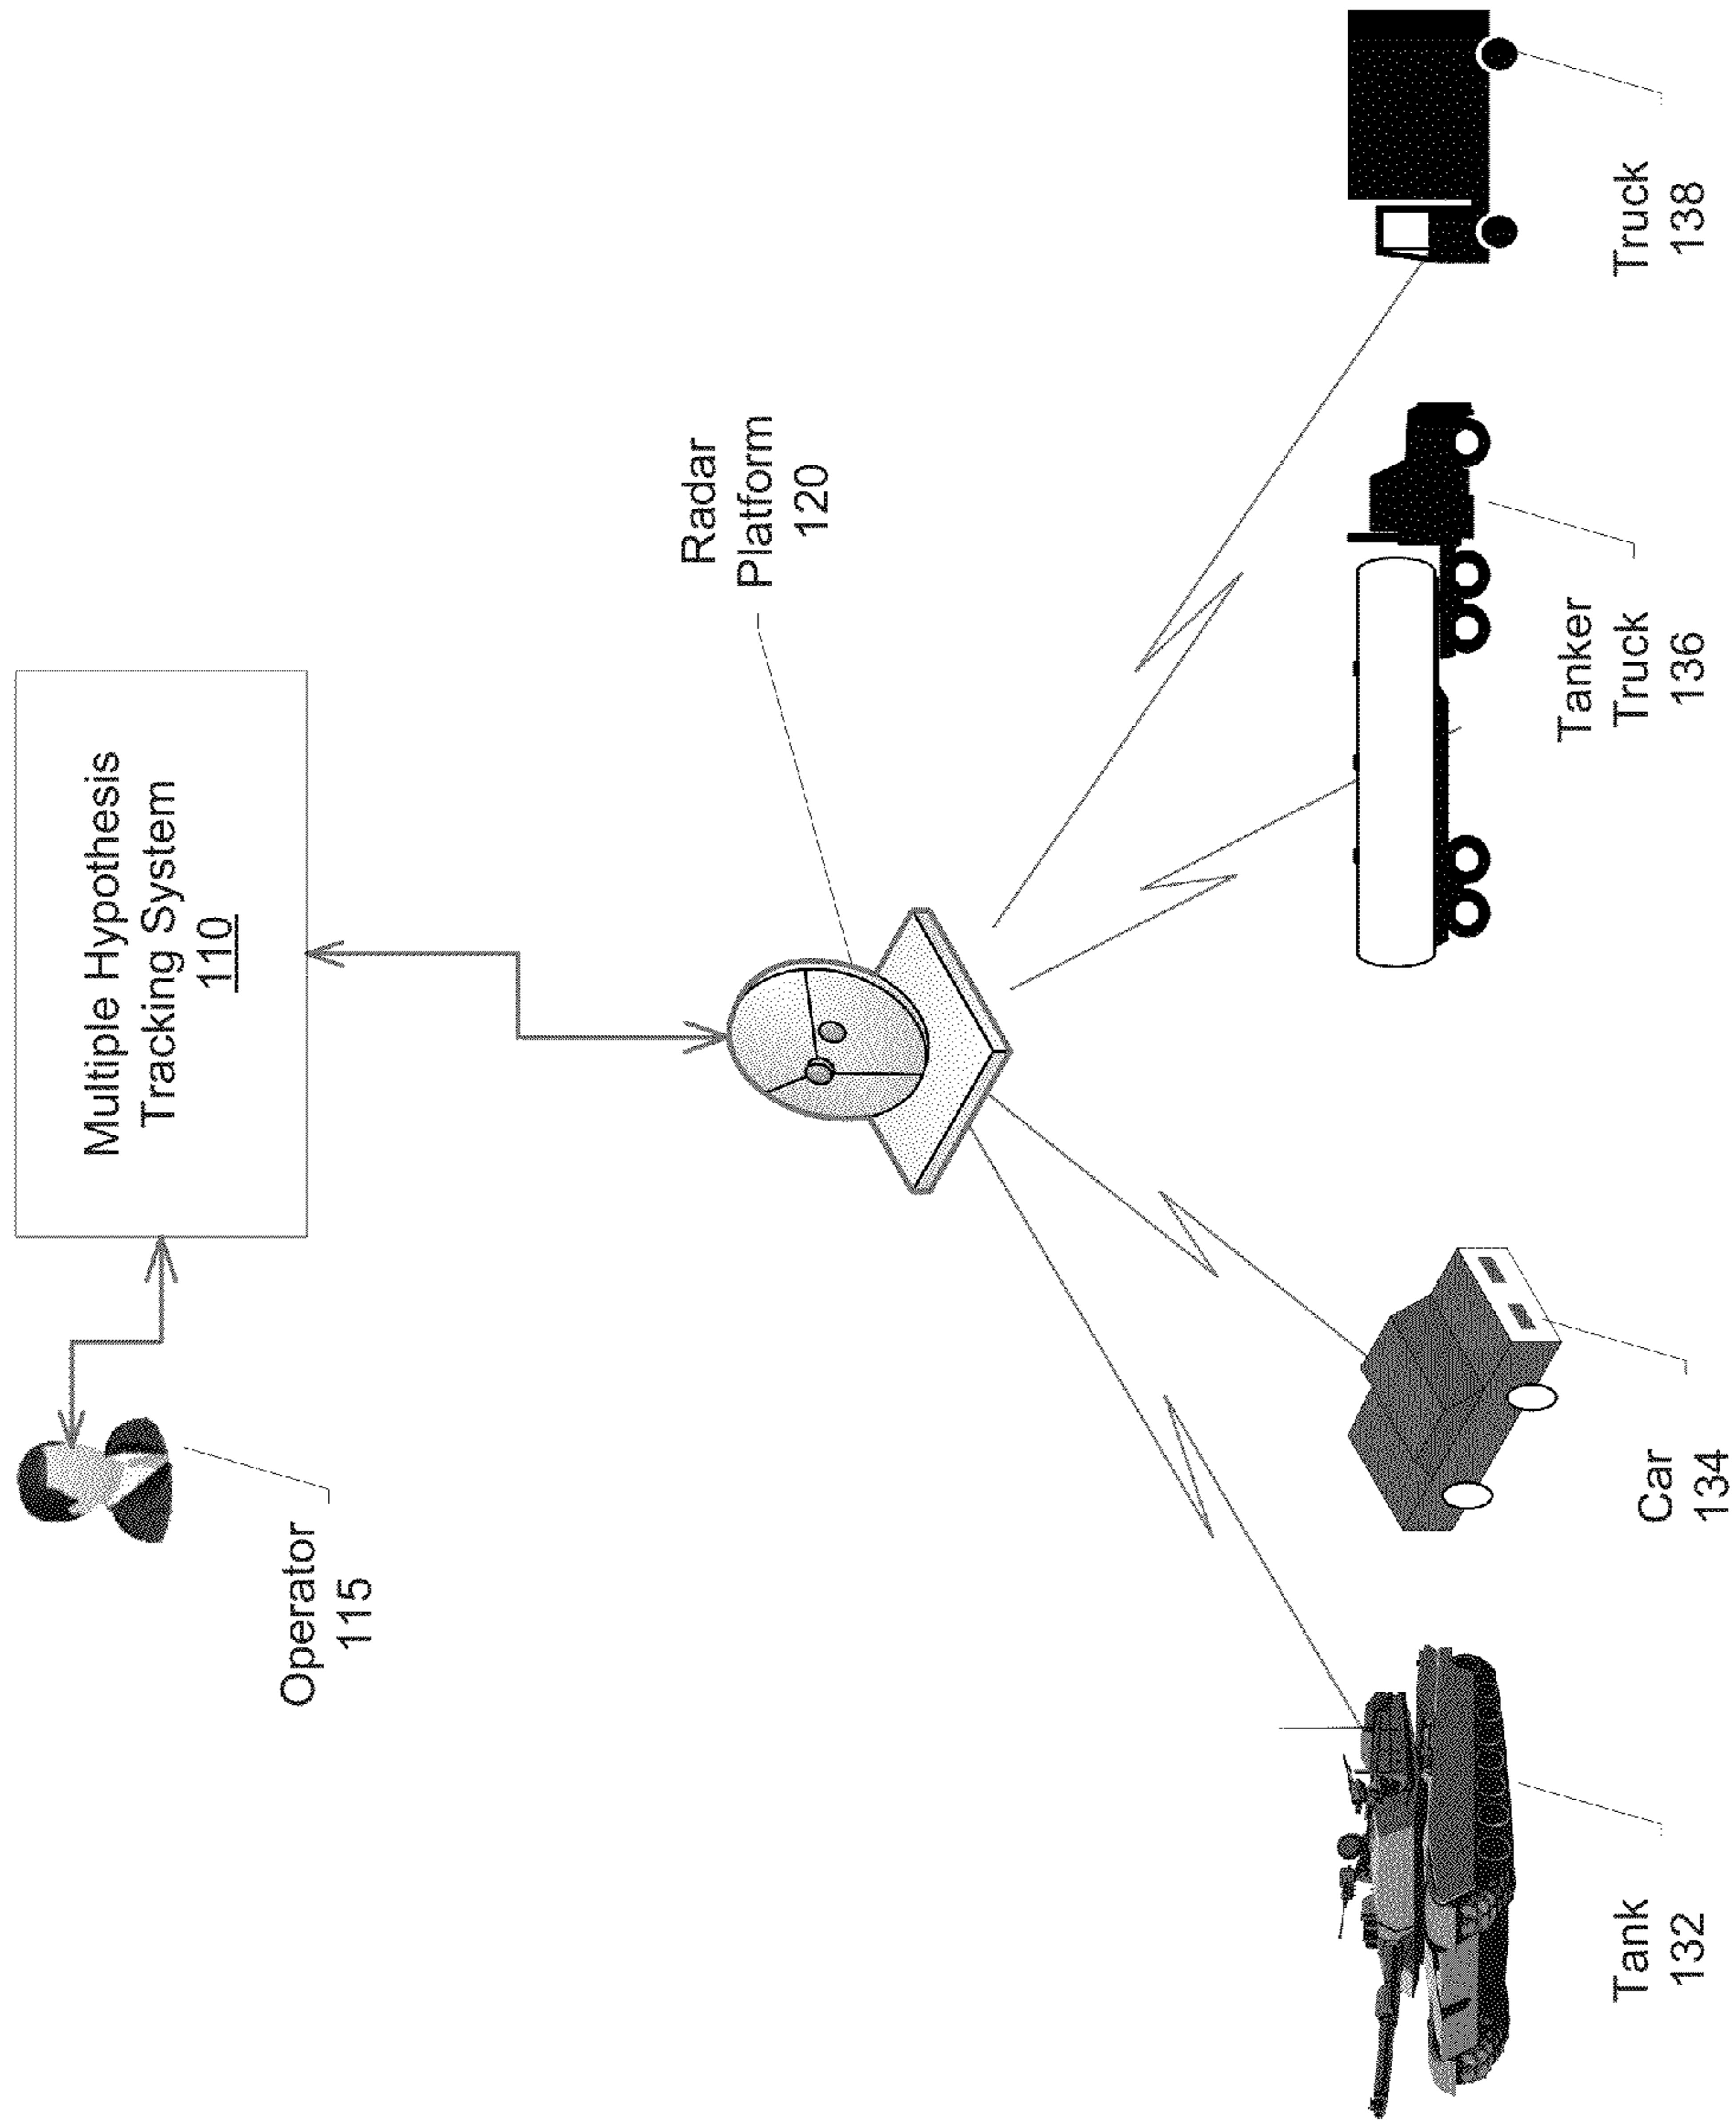 Operator
115
Multiple Hypothesis
Tracking System
110
Radar
Platform
120
Tank
132
Car
134
Tanker
Truck
136
Truck
138